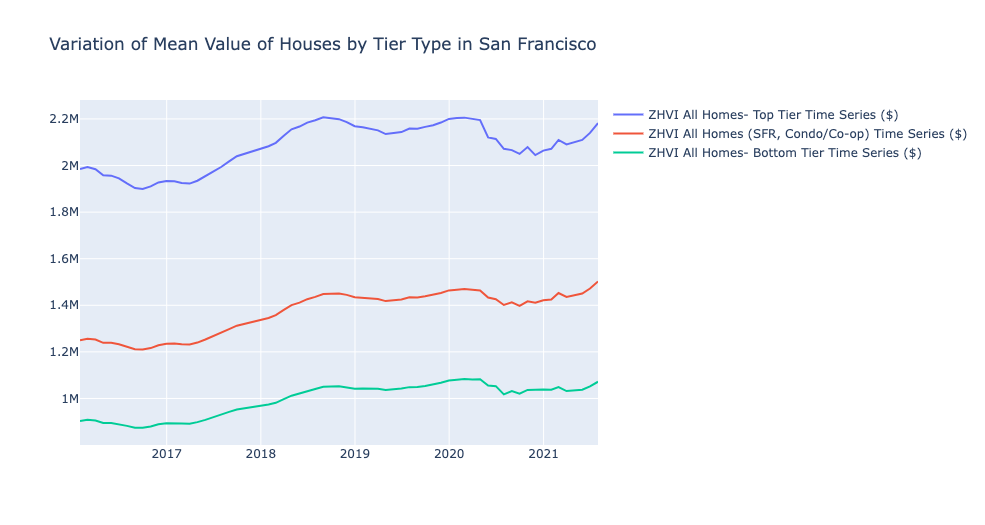 Variation of Mean Value of Houses by Tier Type in San Francisco
2.2M
2M
1.8M
1.6M
1.4M
1.2M
1M
2017 2018 2019 2020 2021
ZHVI All Homes- Top Tier Time Series ($)
ZHVI All Homes (SFR, Condo/Co-op) Time Series ($)
ZHVI All Homes- Bottom Tier Time Series ($)